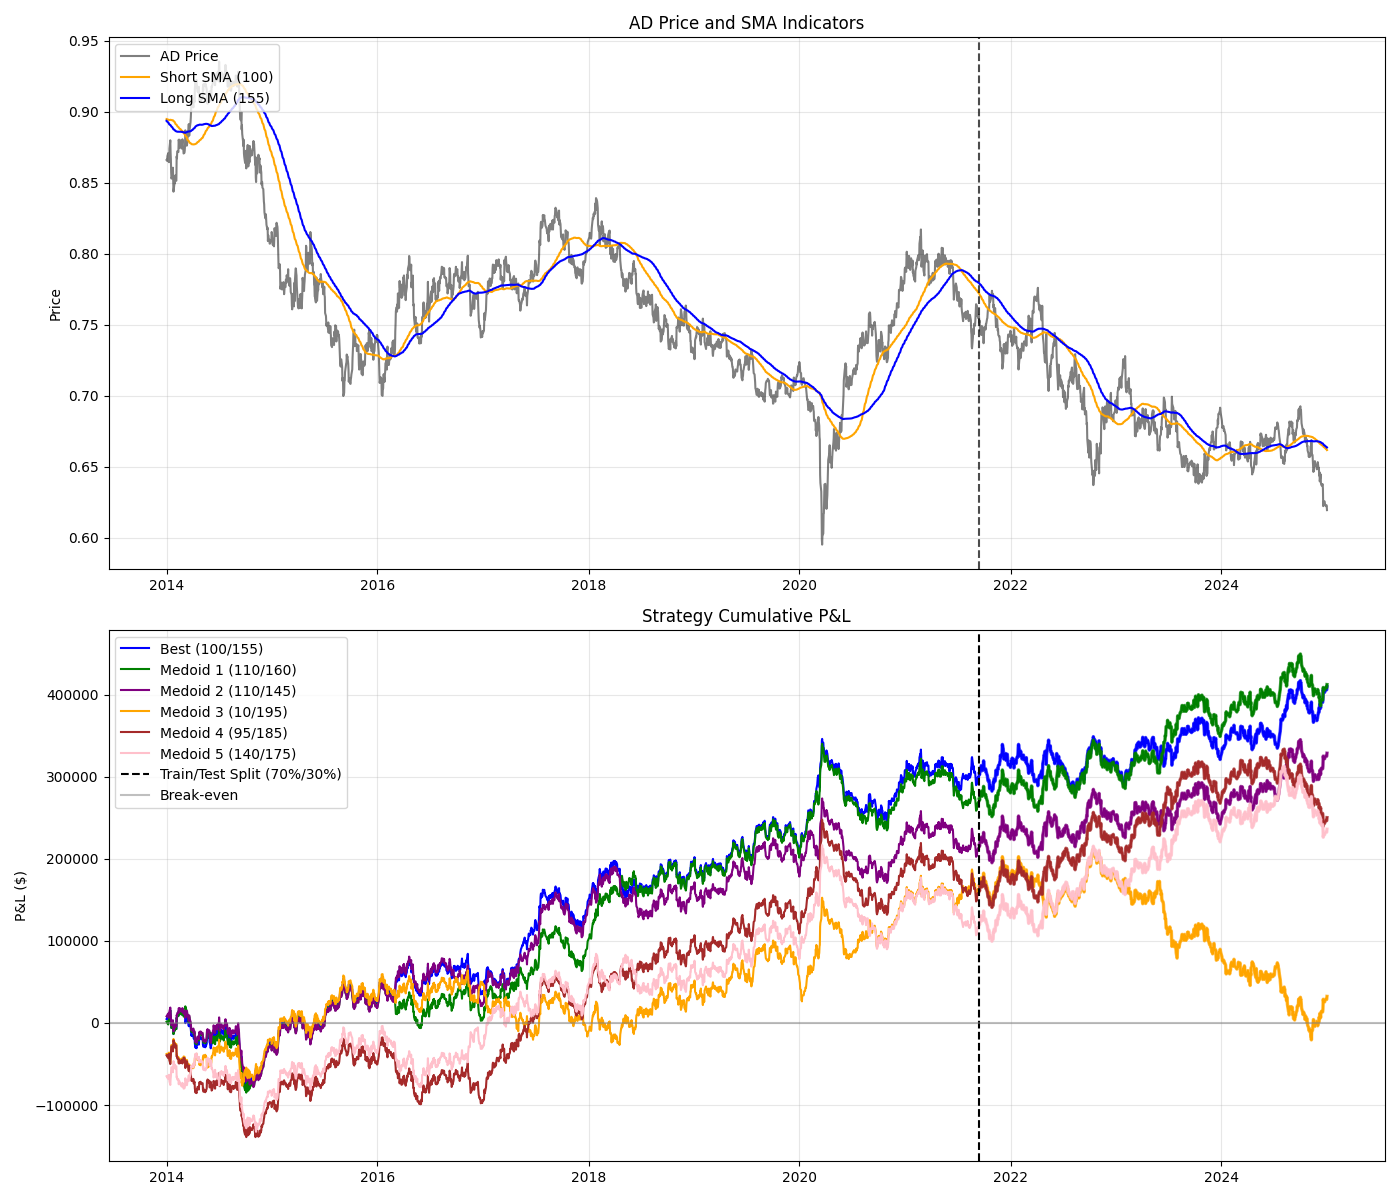 AD Price and SMA Indicators
AD Price
Short SMA (100)
Long SMA (155)
Price
0.95
0.90
0.85
0.80
0.75
0.70
0.65
0.60
2014 2016 2018 2020 2022 2024
Strategy Cumulative P&L
Best (100/155)
Medoid 1 (110/160)
Medoid 2 (110/145)
Medoid 3 (10/195)
Medoid 4 (95/185)
Medoid 5 (140/175)
Train/Test Split (70%/30%)
Break-even
P&L ($)
400000
300000
200000
100000
0
−100000
2014 2016 2018 2020 2022 2024